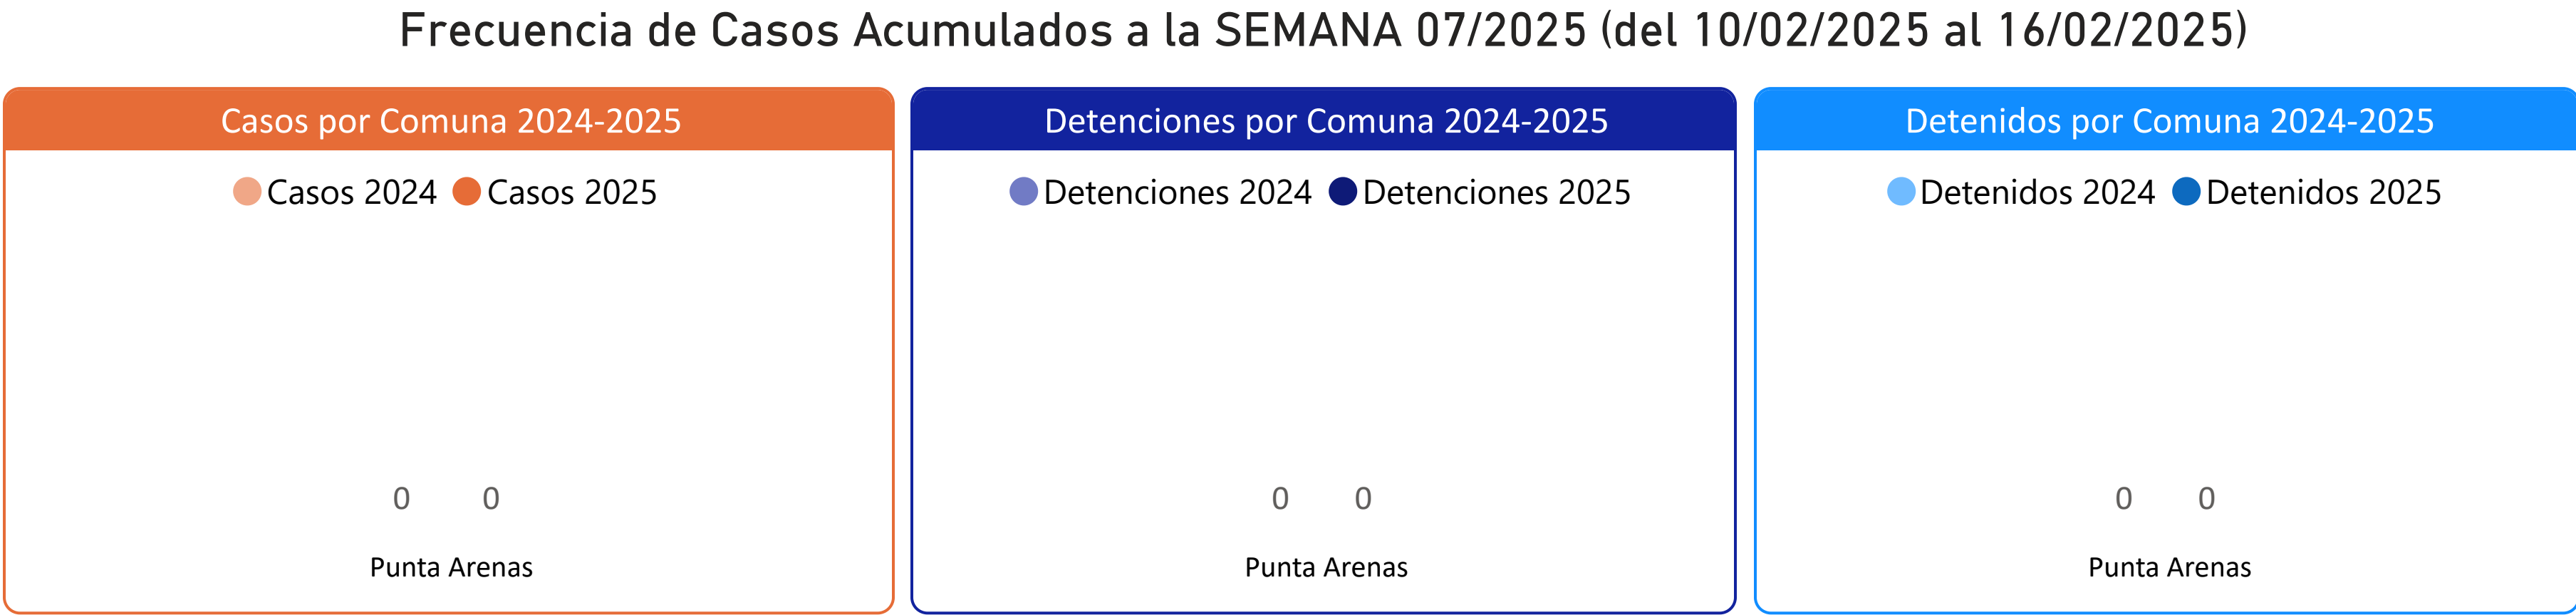 Frecuencia de Casos Acumulados a la SEMANA 07/2025 (del 10/02/2025 al 16/02/2025)
Casos por Comuna 2024-2025
Casos 2024 Casos 2025
0 0
Punta Arenas
Detenciones por Comuna 2024-2025
Detenciones 2024 Detenciones 2025
0 0
Punta Arenas
Detenidos por Comuna 2024-2025
Detenidos 2024 Detenidos 2025
0 0
Punta Arenas